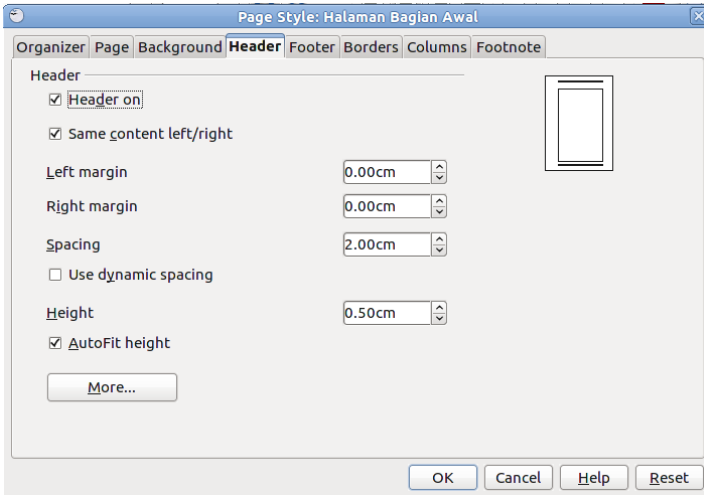 Page Style: Halaman Bagian Awal
Organizer Page Background Header Footer Borders Columns Footnote
Header
Header on
Same content left/right
Left margin 0.00cm
Right margin 0.00cm
Spacing 2.00cm
Use dynamic spacing
Height 0.50cm
AutoFit height
More...
OK Cancel Help Reset